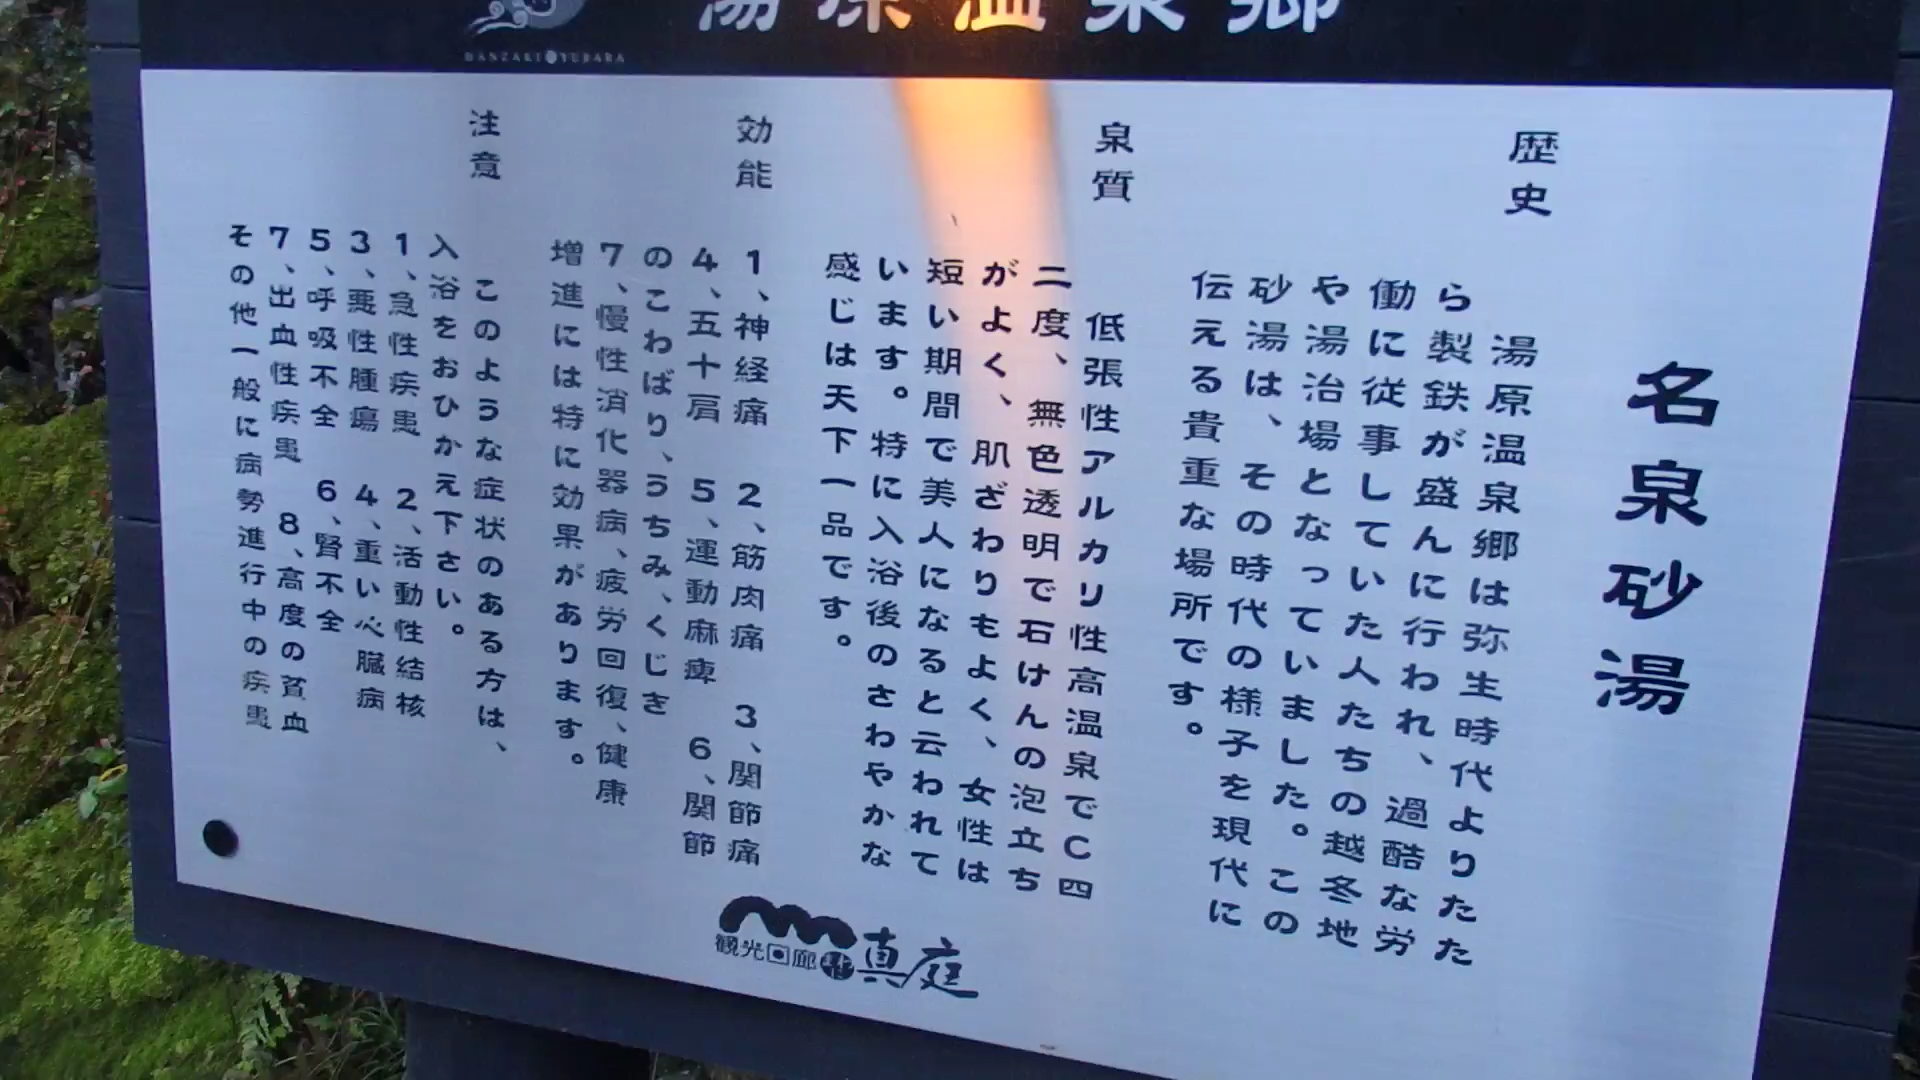 湯原温泉郷
HANZAKI YUBARA
名泉砂湯
歴史
湯原温泉郷は弥生時代よりたた
ら製鉄が盛んに行われ、過酷な労
働に従事していた人たちの越冬地
や湯治場となっていました。この
砂湯は、その時代の様子を現代に
伝える貴重な場所です。
泉質
低張性アルカリ性高温泉でC四
二度、無色透明で石けんの泡立ち
がよく、肌ざわりもよく、女性は
短い期間で美人になると云われて
います。特に入浴後のさわやかな
感じは天下一品です。
効能
1、神経痛 2、筋肉痛 3、関節痛
4、五十肩 5、運動麻痺 6、関節
のこわばり、うちみ、くじき
7、慢性消化器病、疲労回復、健康
増進には特に効果があります。
注意
このような症状のある方は、
入浴をおひかえ下さい。
1、急性疾患 2、活動性結核
3、悪性腫瘍 4、重い心臓病
5、呼吸不全 6、腎不全
7、出血性疾患 8、高度の貧血
その他一般に病勢進行中の疾患
観光回廊 真庭